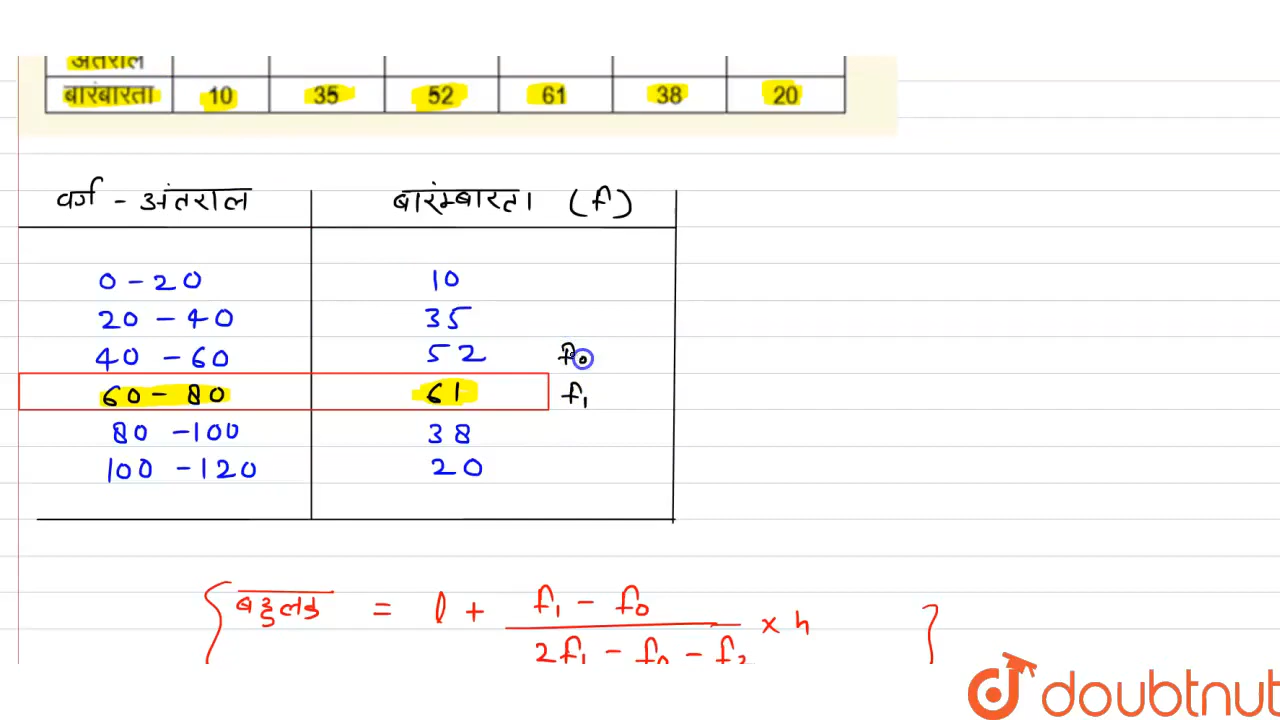 अंतराल
बारंबारता 10 35 52 61 38 20
वर्ग - अंतराल बारंम्बारता (f)
0 - 20 10
20 - 40 35
40 - 60 52 f₀
60 - 80 61 f₁
80 - 100 38
100 - 120 20
बहुलक = l + f₁ - f₀
× h
2f₁ - f₀ - f₂
doubtnut